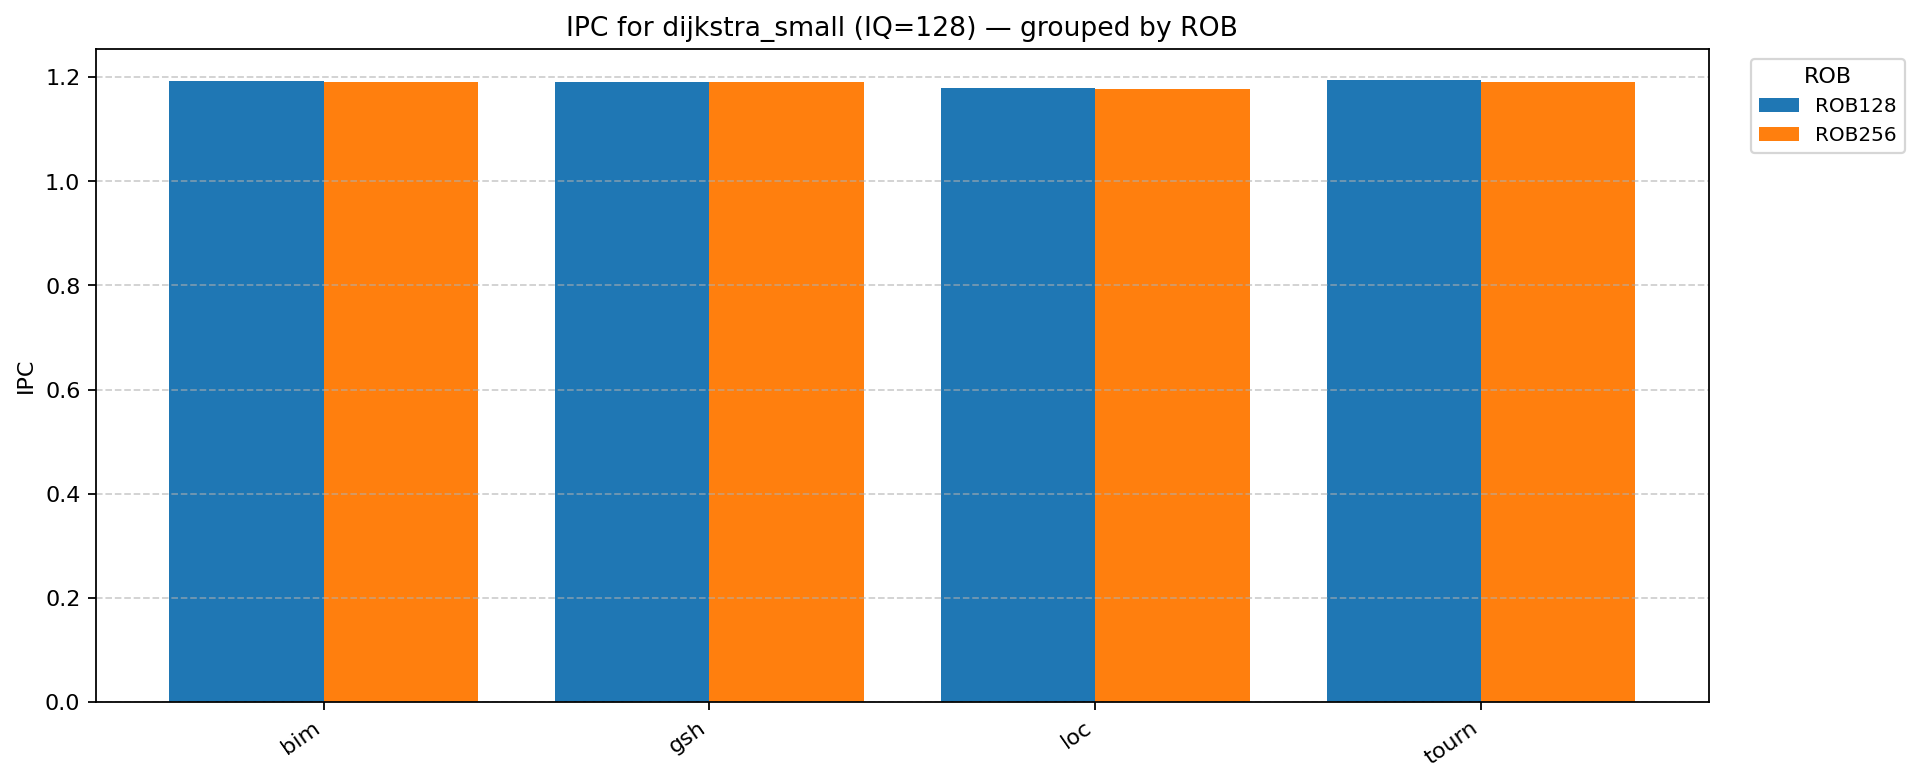 IPC for dijkstra_small (IQ=128) — grouped by ROB
ROB
ROB128
ROB256
IPC
1.2
1.0
0.8
0.6
0.4
0.2
0.0
bim
gsh
loc
tourn